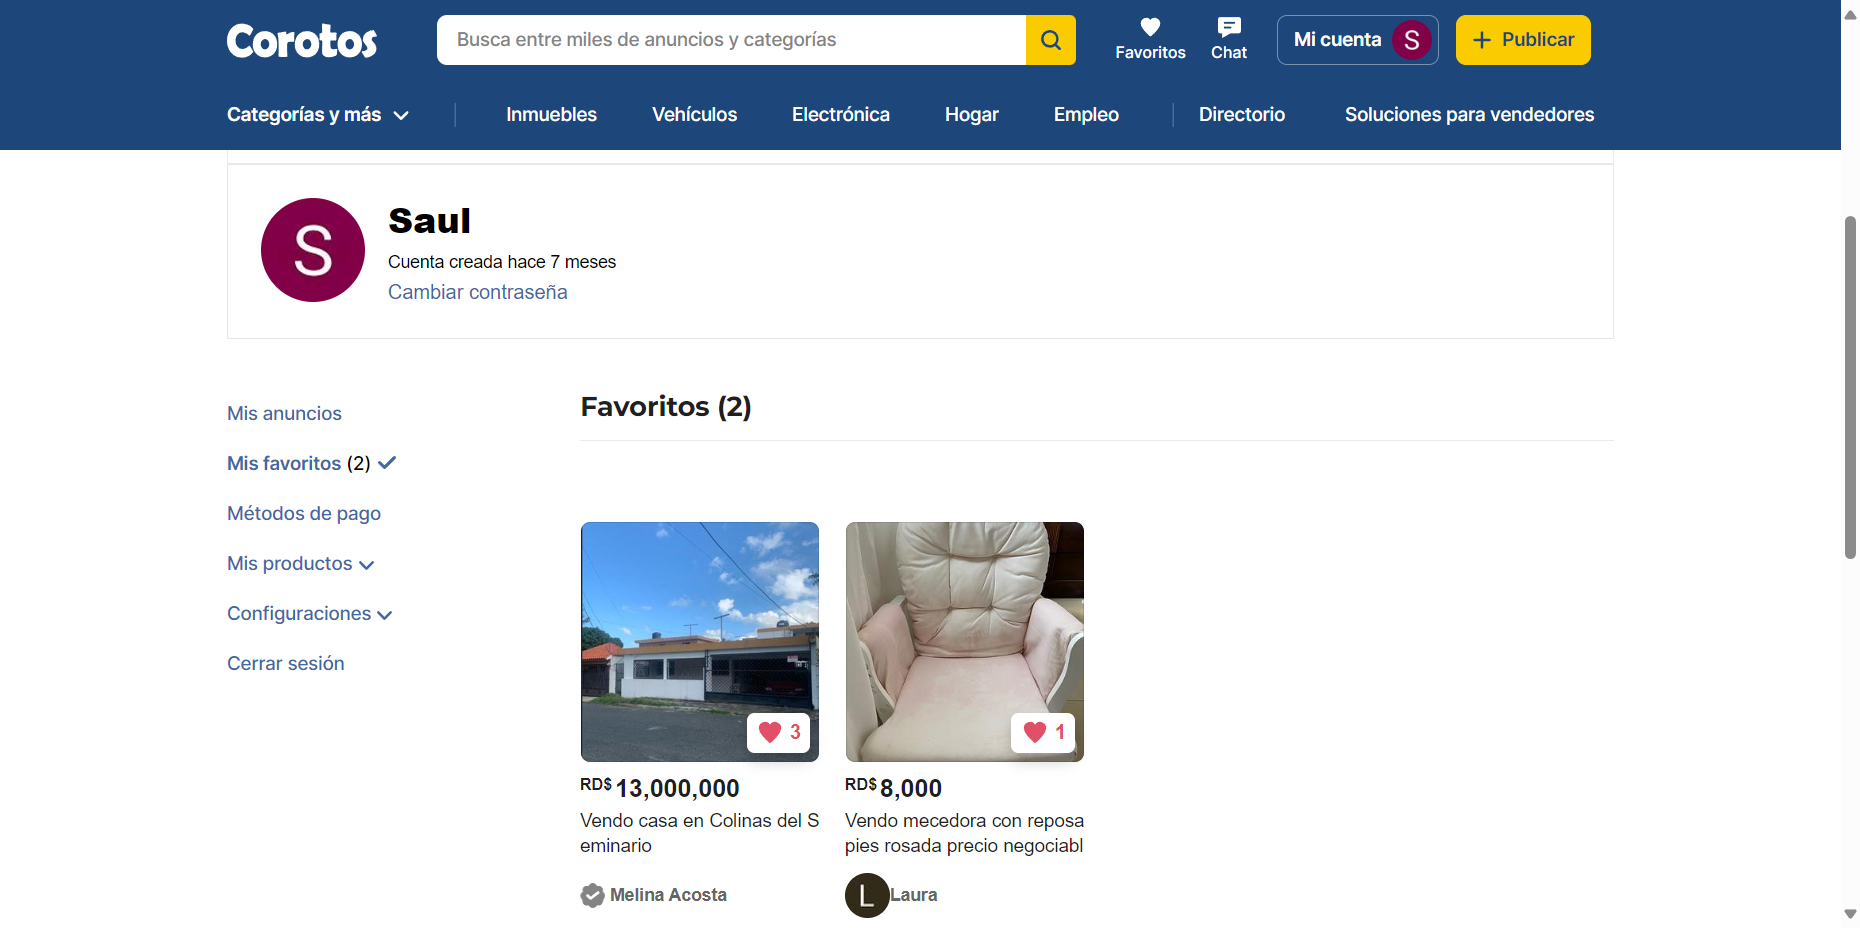 Corotos
Busca entre miles de anuncios y categorías
Favoritos
Chat
Mi cuenta
S
Publicar
Categorías y más
Inmuebles
Vehículos
Electrónica
Hogar
Empleo
Directorio
Soluciones para vendedores
S
Saul
Cuenta creada hace 7 meses
Cambiar contraseña
Mis anuncios
Mis favoritos (2)
Métodos de pago
Mis productos
Configuraciones
Cerrar sesión
Favoritos (2)
3
RD$ 13,000,000
Vendo casa en Colinas del S
eminario
Melina Acosta
1
RD$ 8,000
Vendo mecedora con reposa
pies rosada precio negociabl
L
Laura